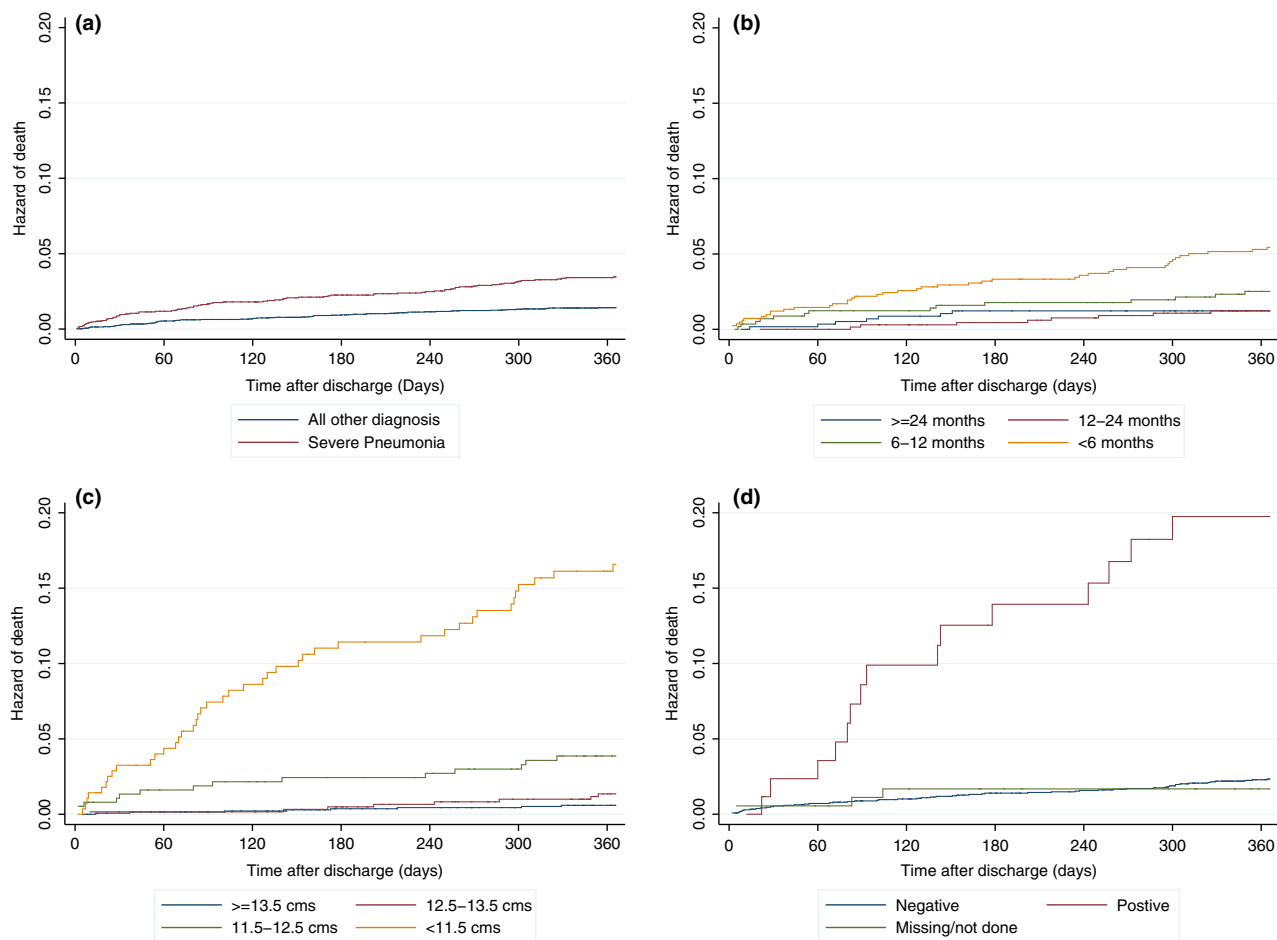 (a)
Hazard of death
0.20
0.15
0.10
0.05
0.00
0 60 120 180 240 300 360
Time after discharge (Days)
All other diagnosis
Severe Pneumonia
(b)
Hazard of death
0.20
0.15
0.10
0.05
0.00
0 60 120 180 240 300 360
Time after discharge (days)
>=24 months 12–24 months
6–12 months <6 months
(c)
Hazard of death
0.20
0.15
0.10
0.05
0.00
0 60 120 180 240 300 360
Time after discharge (days)
>=13.5 cms 12.5–13.5 cms
11.5–12.5 cms <11.5 cms
(d)
Hazard of death
0.20
0.15
0.10
0.05
0.00
0 60 120 180 240 300 360
Time after discharge (days)
Negative Postive
Missing/not done